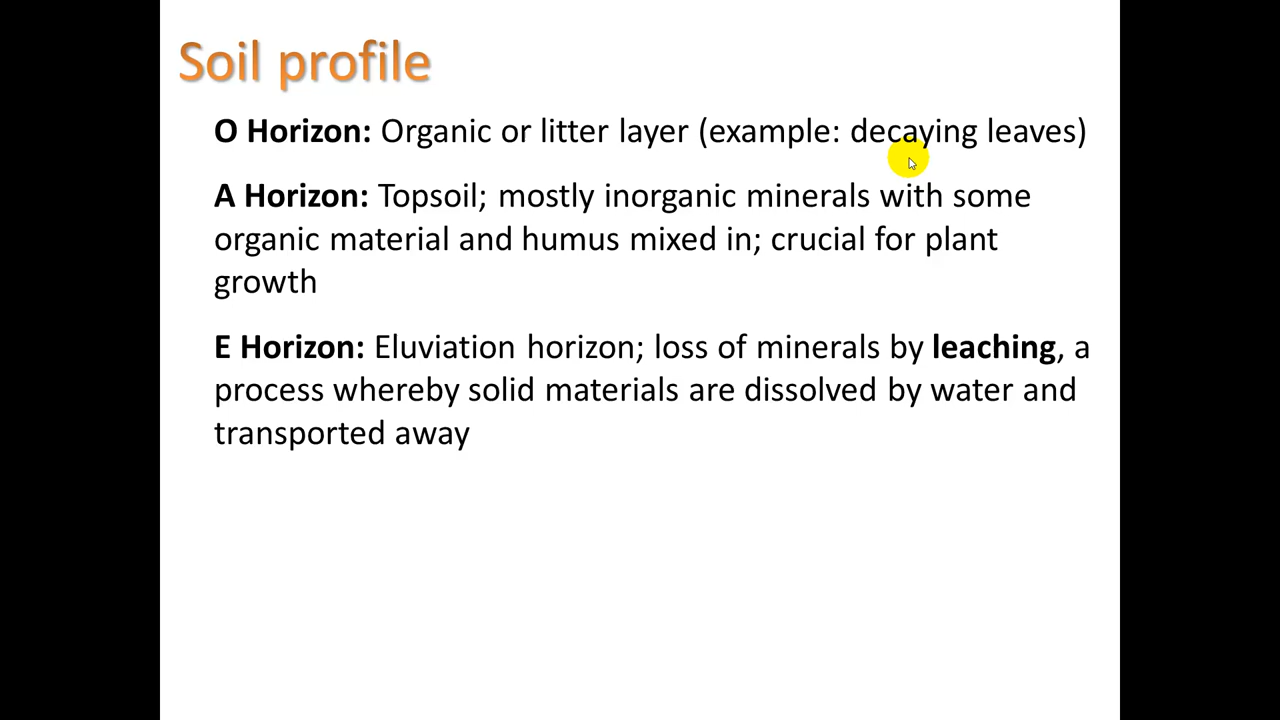 Soil profile
O Horizon: Organic or litter layer (example: decaying leaves)
A Horizon: Topsoil; mostly inorganic minerals with some
organic material and humus mixed in; crucial for plant
growth
E Horizon: Eluviation horizon; loss of minerals by leaching, a
process whereby solid materials are dissolved by water and
transported away